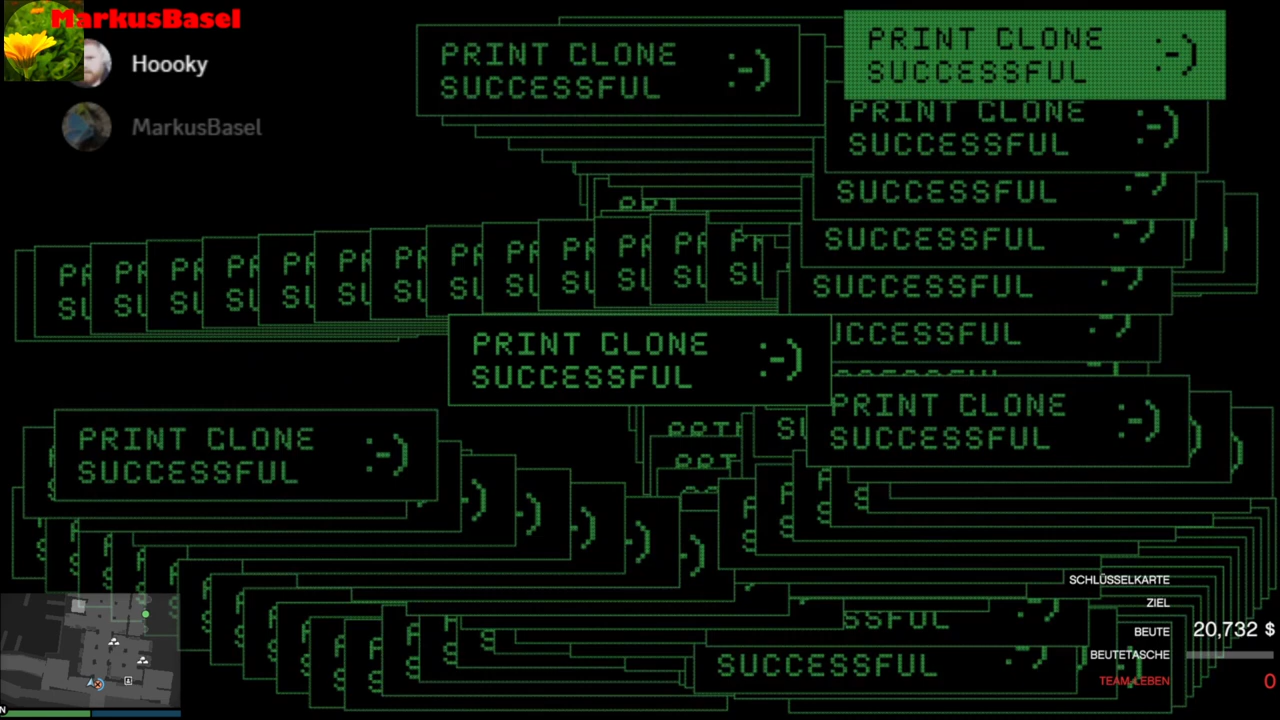 MarkusBasel
Hoooky
MarkusBasel
PRINT CLONE
SUCCESSFUL :-)
PRINT CLONE
SUCCESSFUL :-)
PRINT CLONE
SUCCESSFUL :-)
SUCCESSFUL
SUCCESSFUL
SUCCESSFUL
PRINT CLONE
SUCCESSFUL :-)
PRINT CLONE
SUCCESSFUL :-)
PRINT CLONE
SUCCESSFUL :-)
SUCCESSFUL
SCHLÜSSELKARTE
ZIEL
BEUTE 20,732 $
BEUTETASCHE
TEAM-LEBEN 0
N